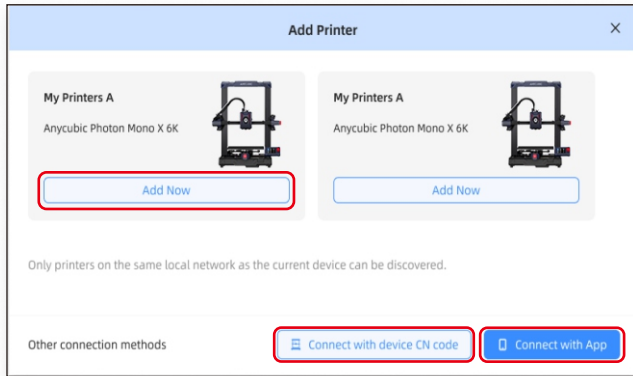 Add Printer
My Printers A
Anycubic Photon Mono X 6K
Add Now
My Printers A
Anycubic Photon Mono X 6K
Add Now
Only printers on the same local network as the current device can be discovered.
Other connection methods
Connect with device CN code
Connect with App